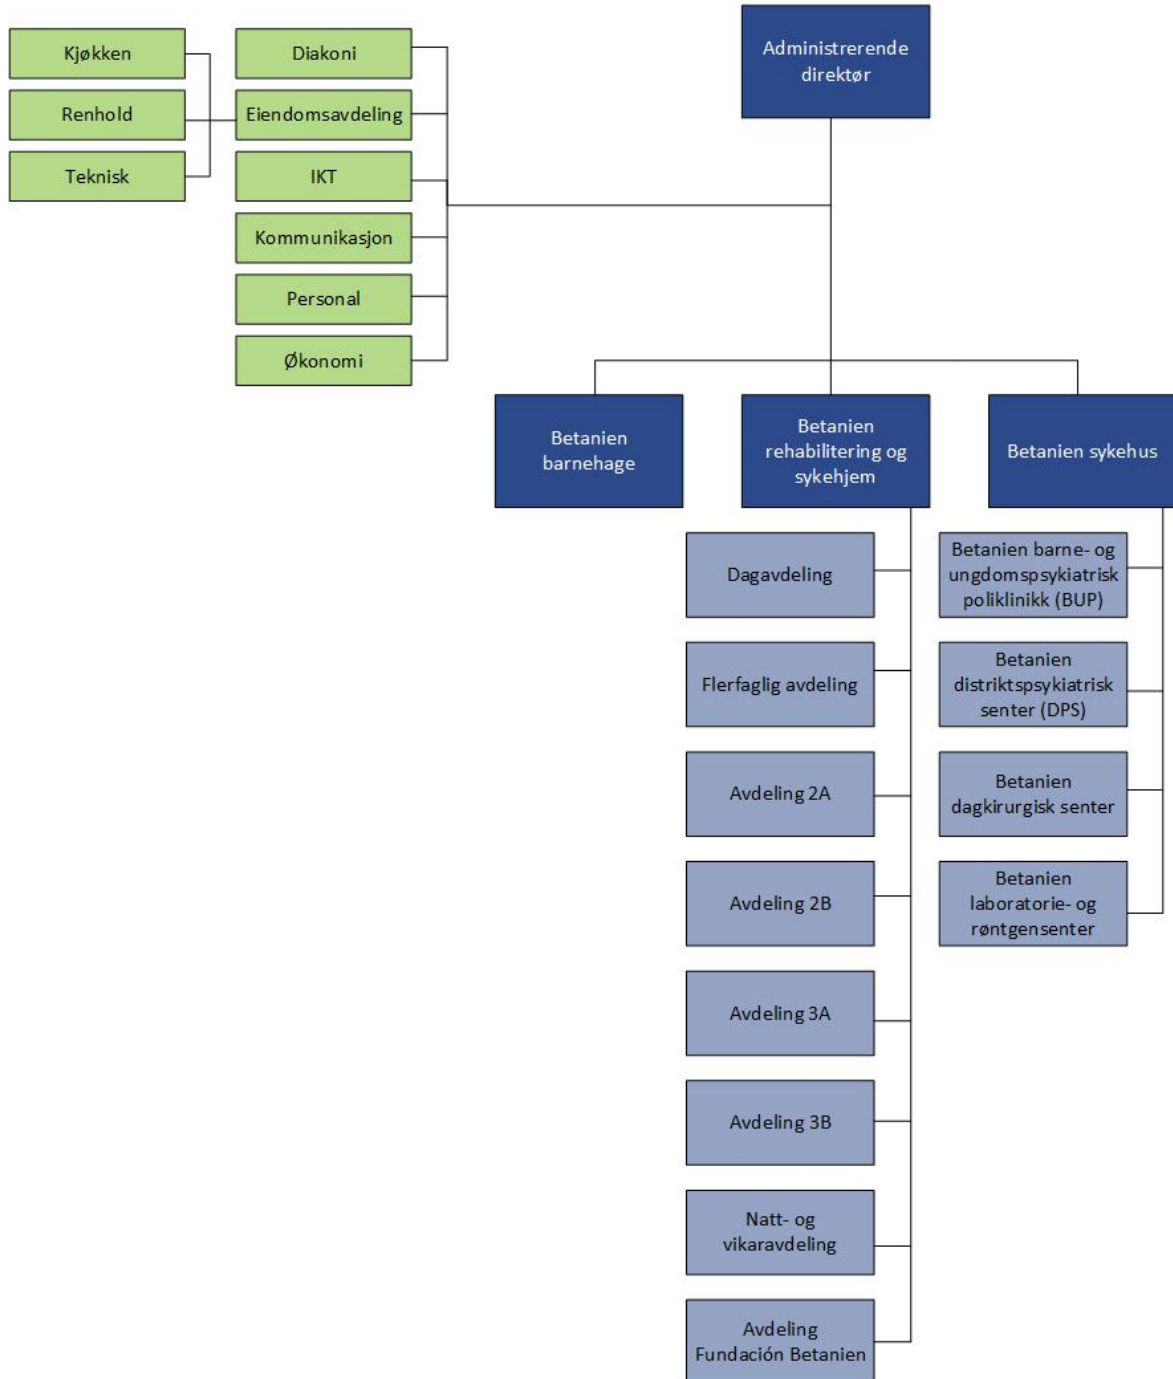 Administrerende
direktør
Kjøkken
Renhold
Teknisk
Diakoni
Eiendomsavdeling
IKT
Kommunikasjon
Personal
Økonomi
Betanien
barnehage
Betanien
rehabilitering og
sykehjem
Betanien sykehus
Dagavdeling
Flerfaglig avdeling
Avdeling 2A
Avdeling 2B
Avdeling 3A
Avdeling 3B
Natt- og
vikaravdeling
Avdeling
Fundación Betanien
Betanien barne- og
ungdomspsykiatrisk
poliklinikk (BUP)
Betanien
distriktspsykiatrisk
senter (DPS)
Betanien
dagkirurgisk senter
Betanien
laboratorie- og
røntgensenter